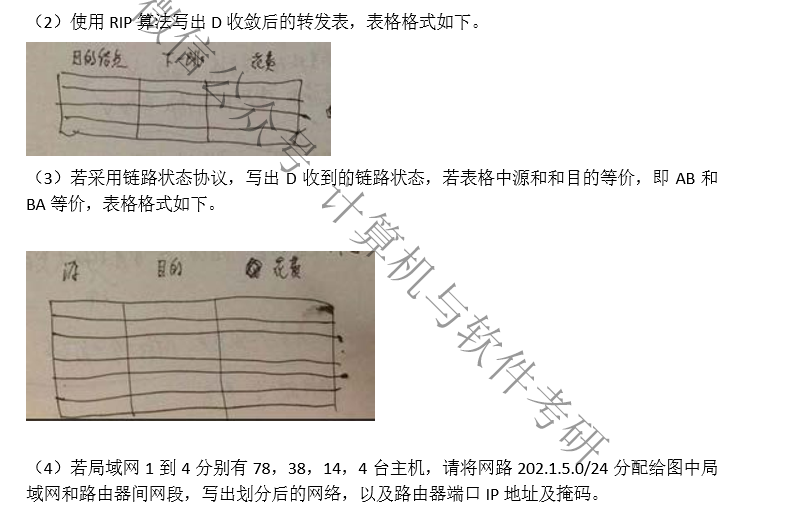 （2）使用 RIP 算法写出 D 收敛后的转发表，表格格式如下。
目的结点 下一跳 花费
（3）若采用链路状态协议，写出 D 收到的链路状态，若表格中源和和目的等价，即 AB 和
BA 等价，表格格式如下。
源 目的 花费
（4）若局域网 1 到 4 分别有 78，38，14，4 台主机，请将网路 202.1.5.0/24 分配给图中局
域网和路由器间网段，写出划分后的网络，以及路由器端口 IP 地址及掩码。
微信公众号 计算机与软件考研